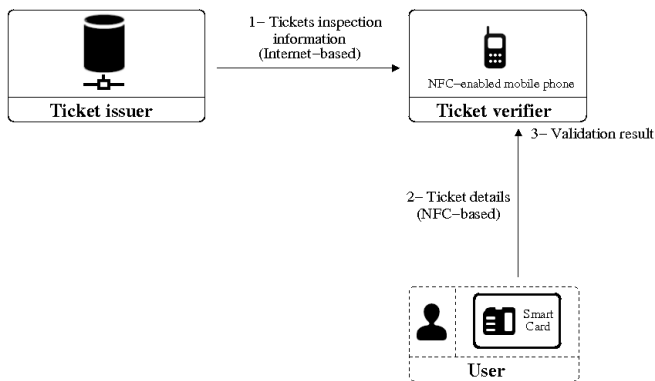 1− Tickets inspection
information
(Internet−based)
NFC−enabled mobile phone
Ticket issuer
Ticket verifier
3− Validation result
2− Ticket details
(NFC−based)
Smart
Card
User